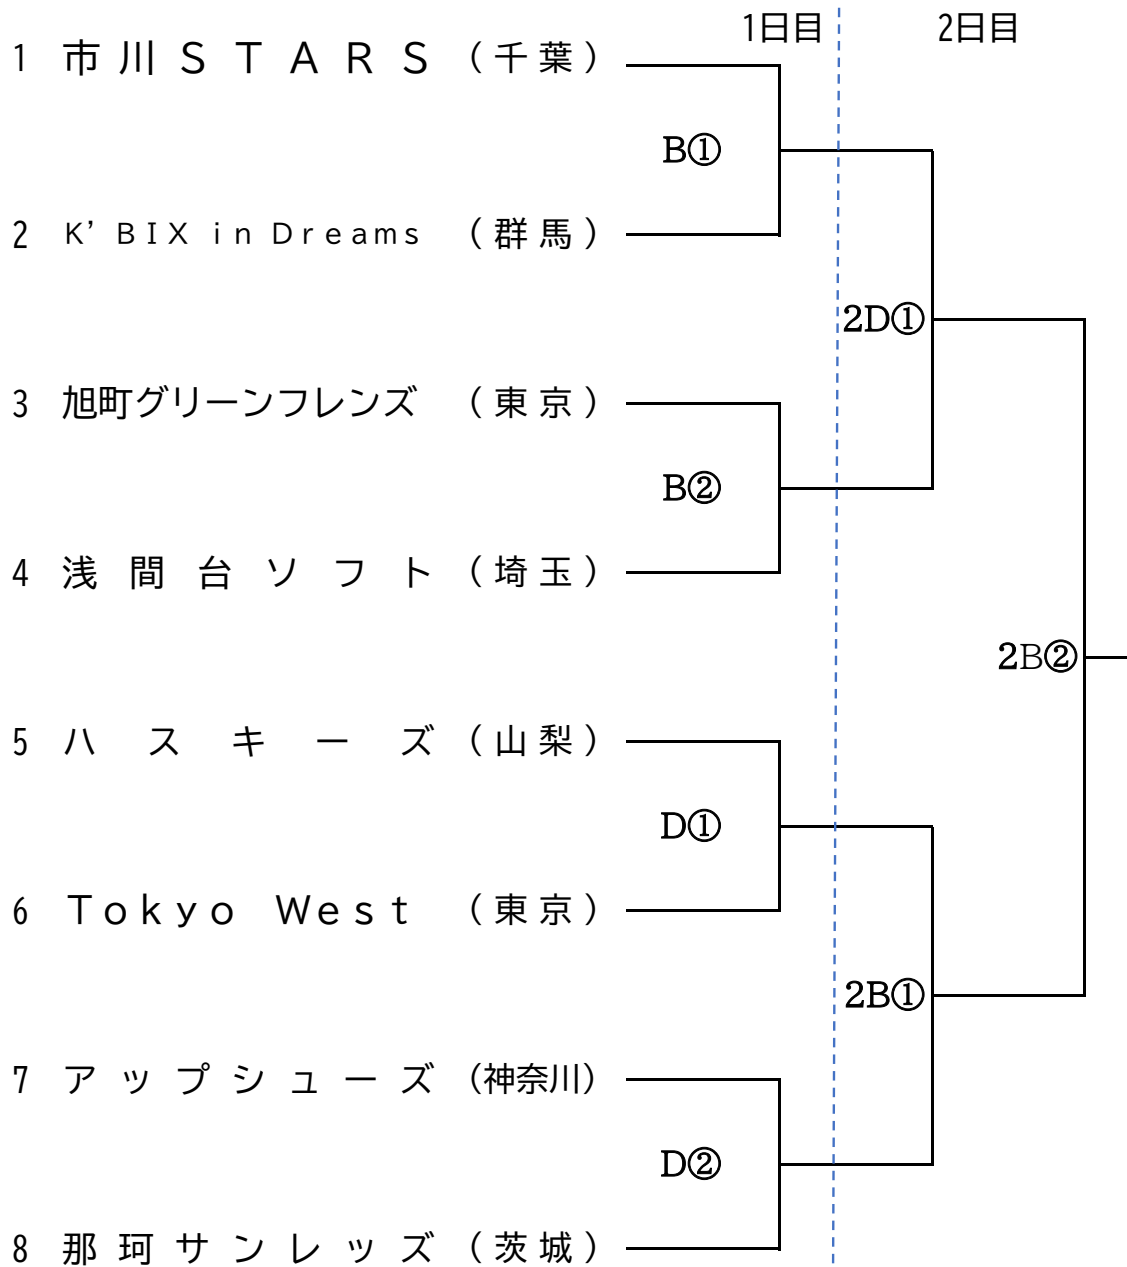 1日目 2日目
1 市川STARS (千葉)
B①
2 K'BIX in Dreams (群馬)
2D①
3 旭町グリーンフレンズ (東京)
B②
4 浅間台ソフト (埼玉)
2B②
5 ハスキーズ (山梨)
D①
6 Tokyo West (東京)
2B①
7 アップシューズ (神奈川)
D②
8 那珂サンレッズ (茨城)